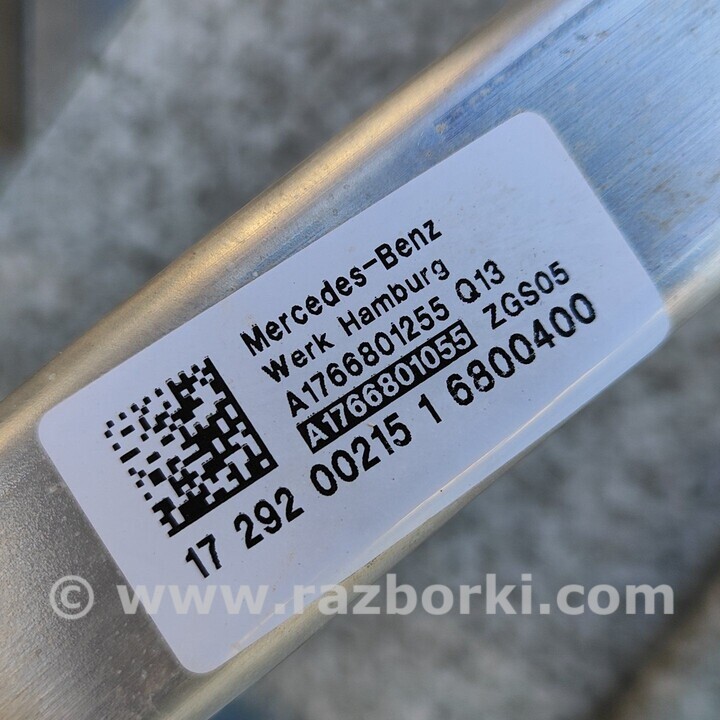 Mercedes-Benz
Werk Hamburg
A1766801255 Q13
A1766801055 ZGS05
17 292 00215 1 6800400
© www.razborki.com